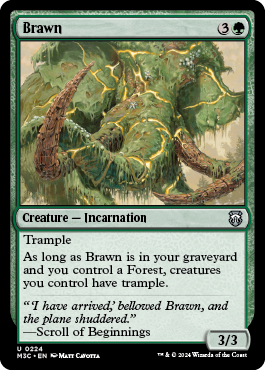 Brawn 3
Creature — Incarnation
Trample
As long as Brawn is in your graveyard
and you control a Forest, creatures
you control have trample.
“‘I have arrived,’ bellowed Brawn, and
the plane shuddered.”
—Scroll of Beginnings
3/3
U 0224
M3C • EN Matt Cavotta
™ & © 2024 Wizards of the Coast